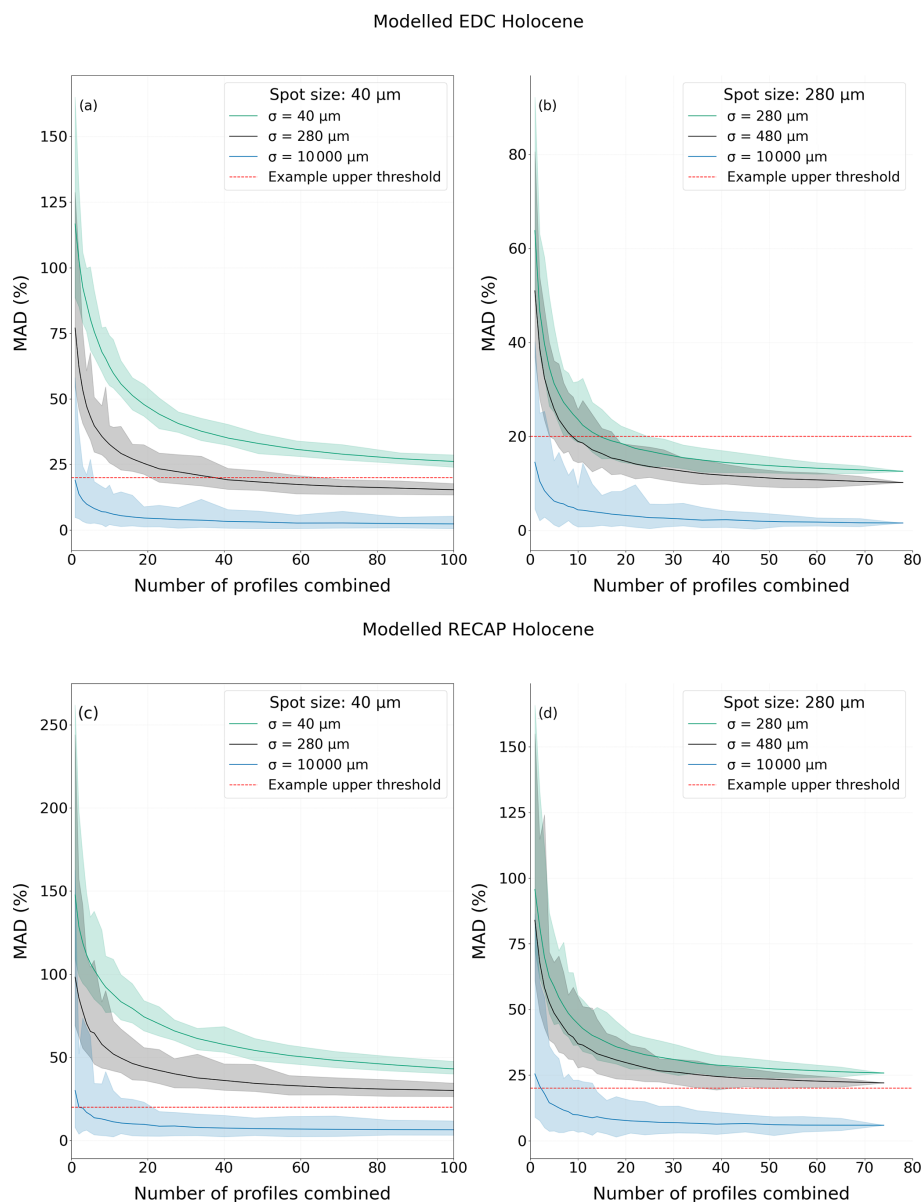 Modelled EDC Holocene
(a)
Spot size: 40 µm
σ = 40 µm
σ = 280 µm
σ = 10 000 µm
Example upper threshold
MAD (%)
150
125
100
75
50
25
0
0 20 40 60 80 100
Number of profiles combined
(b)
Spot size: 280 µm
σ = 280 µm
σ = 480 µm
σ = 10 000 µm
Example upper threshold
MAD (%)
80
60
40
20
0
0 10 20 30 40 50 60 70 80
Number of profiles combined
Modelled RECAP Holocene
(c)
Spot size: 40 µm
σ = 40 µm
σ = 280 µm
σ = 10 000 µm
Example upper threshold
MAD (%)
250
200
150
100
50
0
0 20 40 60 80 100
Number of profiles combined
(d)
Spot size: 280 µm
σ = 280 µm
σ = 480 µm
σ = 10 000 µm
Example upper threshold
MAD (%)
150
125
100
75
50
25
0
0 10 20 30 40 50 60 70 80
Number of profiles combined